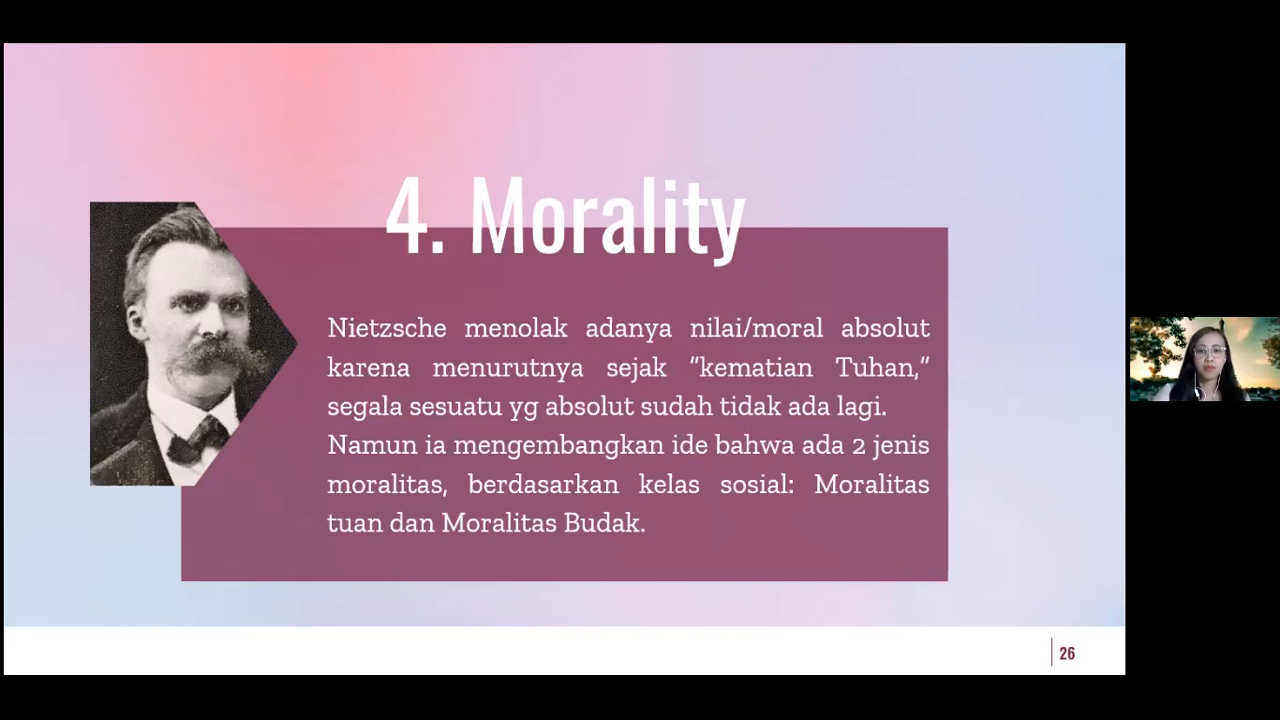 4. Morality
Nietzsche menolak adanya nilai/moral absolut
karena menurutnya sejak "kematian Tuhan,"
segala sesuatu yg absolut sudah tidak ada lagi.
Namun ia mengembangkan ide bahwa ada 2 jenis
moralitas, berdasarkan kelas sosial: Moralitas
tuan dan Moralitas Budak.
26